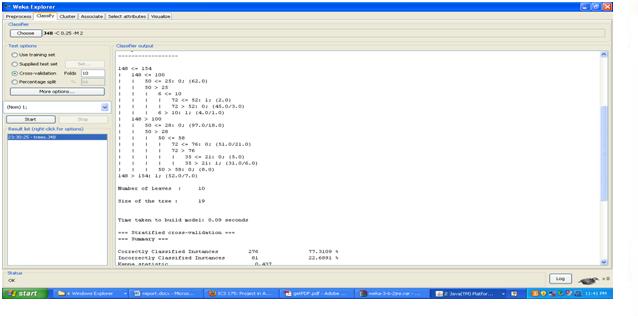 Weka Explorer
Preprocess Classify Cluster Associate Select attributes Visualize
Classifier
Choose J48 -C 0.25 -M 2
Test options
Use training set
Supplied test set Set...
Cross-validation Folds 10
Percentage split % 66
More options...
(Nom) 1;
Start Stop
Result list (right-click for options)
23:30:25 - trees.J48
Classifier output
------------------
148 <= 154
| 148 <= 100
| | 50 <= 25: 0; (62.0)
| | 50 > 25
| | | 6 <= 10
| | | | 72 <= 52: 1; (2.0)
| | | | 72 > 52: 0; (45.0/3.0)
| | | 6 > 10: 1; (4.0/1.0)
| 148 > 100
| | 50 <= 28: 0; (97.0/18.0)
| | 50 > 28
| | | 50 <= 58
| | | | 72 <= 76: 0; (51.0/21.0)
| | | | 72 > 76
| | | | | 35 <= 21: 0; (5.0)
| | | | | 35 > 21: 1; (31.0/6.0)
| | | 50 > 58: 0; (8.0)
148 > 154: 1; (52.0/7.0)
Number of Leaves : 10
Size of the tree : 19
Time taken to build model: 0.09 seconds
=== Stratified cross-validation ===
=== Summary ===
Correctly Classified Instances 276 77.3109 %
Incorrectly Classified Instances 81 22.6891 %
Kappa statistic 0.437
Status
OK
Log
x 0
start
4 Windows Explorer
report.docx - Micros...
ICS 175: Project in A...
getPDF.pdf - Adobe ...
weka-3-6-2jre.rar - ...
2 Java(TM) Platfor...
11:41 PM